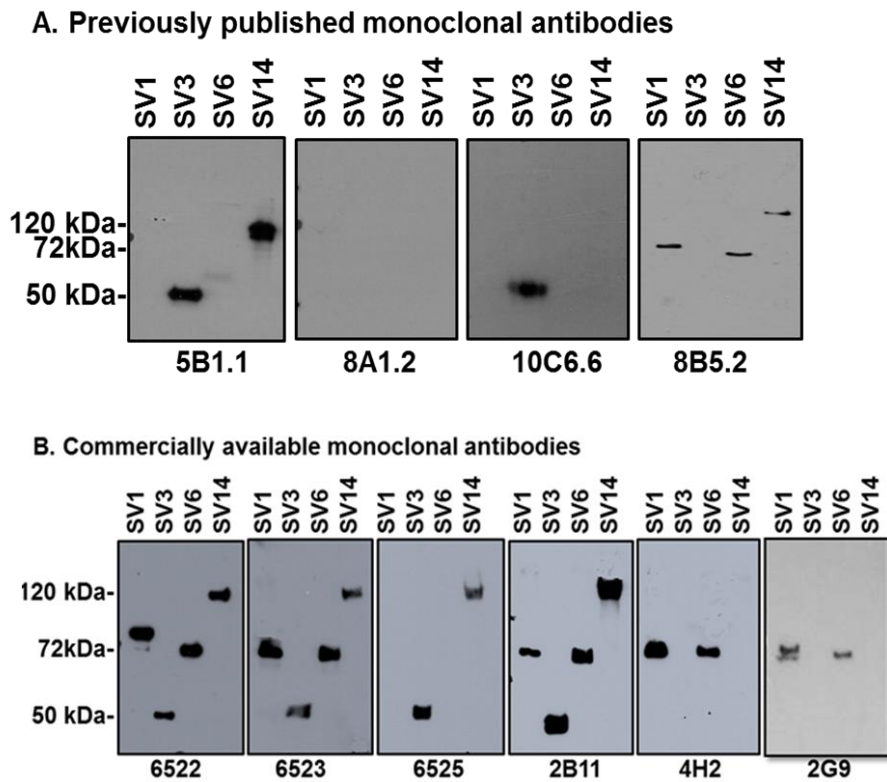 A. Previously published monoclonal antibodies
SV1 SV3 SV6 SV14 SV1 SV3 SV6 SV14 SV1 SV3 SV6 SV14 SV1 SV3 SV6 SV14
120 kDa-
72kDa-
50 kDa-
5B1.1 8A1.2 10C6.6 8B5.2
B. Commercially available monoclonal antibodies
SV1 SV3 SV6 SV14 SV1 SV3 SV6 SV14 SV1 SV3 SV6 SV14 SV1 SV3 SV6 SV14 SV1 SV3 SV6 SV14 SV1 SV3 SV6 SV14
120 kDa-
72kDa-
50 kDa-
6522 6523 6525 2B11 4H2 2G9